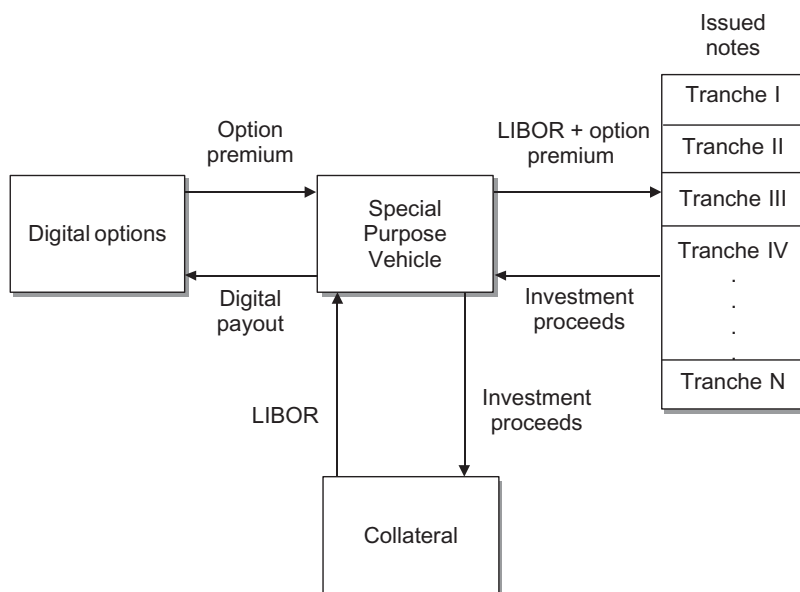 Issued
notes
Tranche I
Tranche II
Tranche III
Tranche IV
.
.
.
.
Tranche N
Option
premium
LIBOR + option
premium
Digital options
Special
Purpose
Vehicle
Digital
payout
Investment
proceeds
LIBOR
Investment
proceeds
Collateral